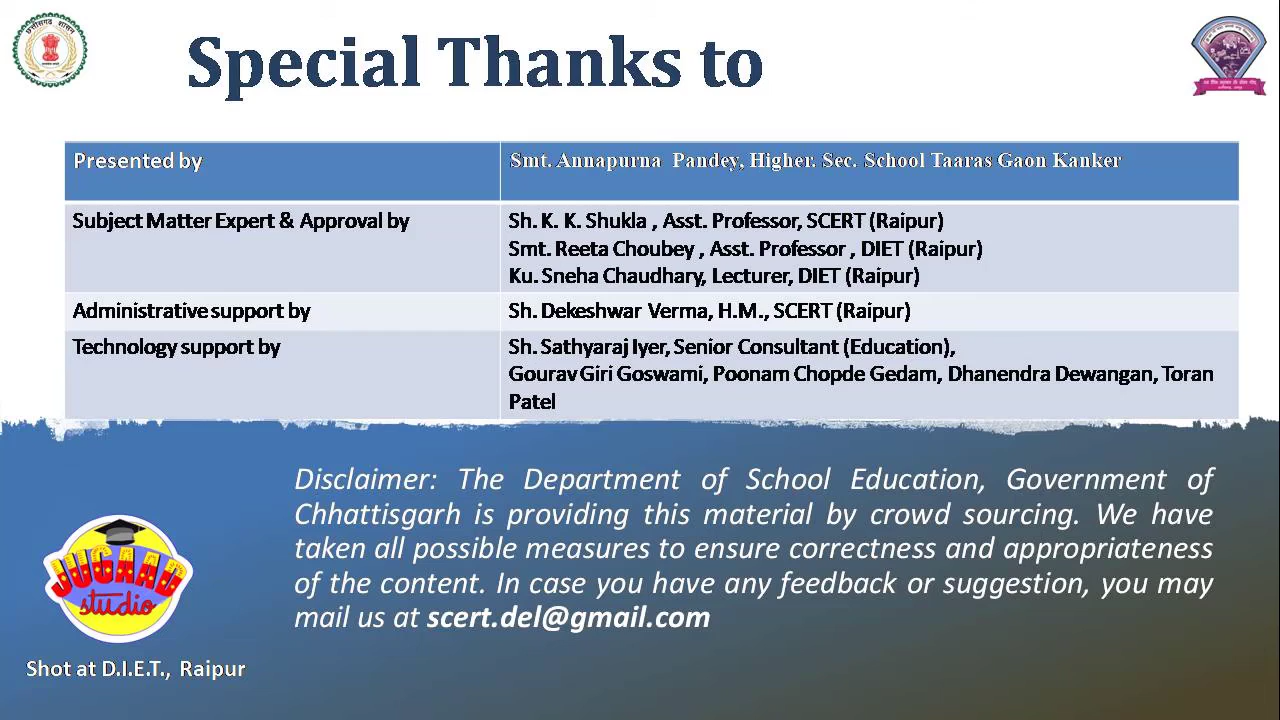 छत्तीसगढ़ शासन
Special Thanks to
Presented by
Smt. Annapurna Pandey, Higher. Sec. School Taaras Gaon Kanker
Subject Matter Expert & Approval by
Sh. K. K. Shukla , Asst. Professor, SCERT (Raipur)
Smt. Reeta Choubey , Asst. Professor , DIET (Raipur)
Ku. Sneha Chaudhary, Lecturer, DIET (Raipur)
Administrative support by
Sh. Dekeshwar Verma, H.M., SCERT (Raipur)
Technology support by
Sh. Sathyaraj Iyer, Senior Consultant (Education),
Gourav Giri Goswami, Poonam Chopde Gedam, Dhanendra Dewangan, Toran
Patel
Disclaimer: The Department of School Education, Government of
Chhattisgarh is providing this material by crowd sourcing. We have
taken all possible measures to ensure correctness and appropriateness
of the content. In case you have any feedback or suggestion, you may
mail us at scert.del@gmail.com
JUGAAD
studio
Shot at D.I.E.T., Raipur